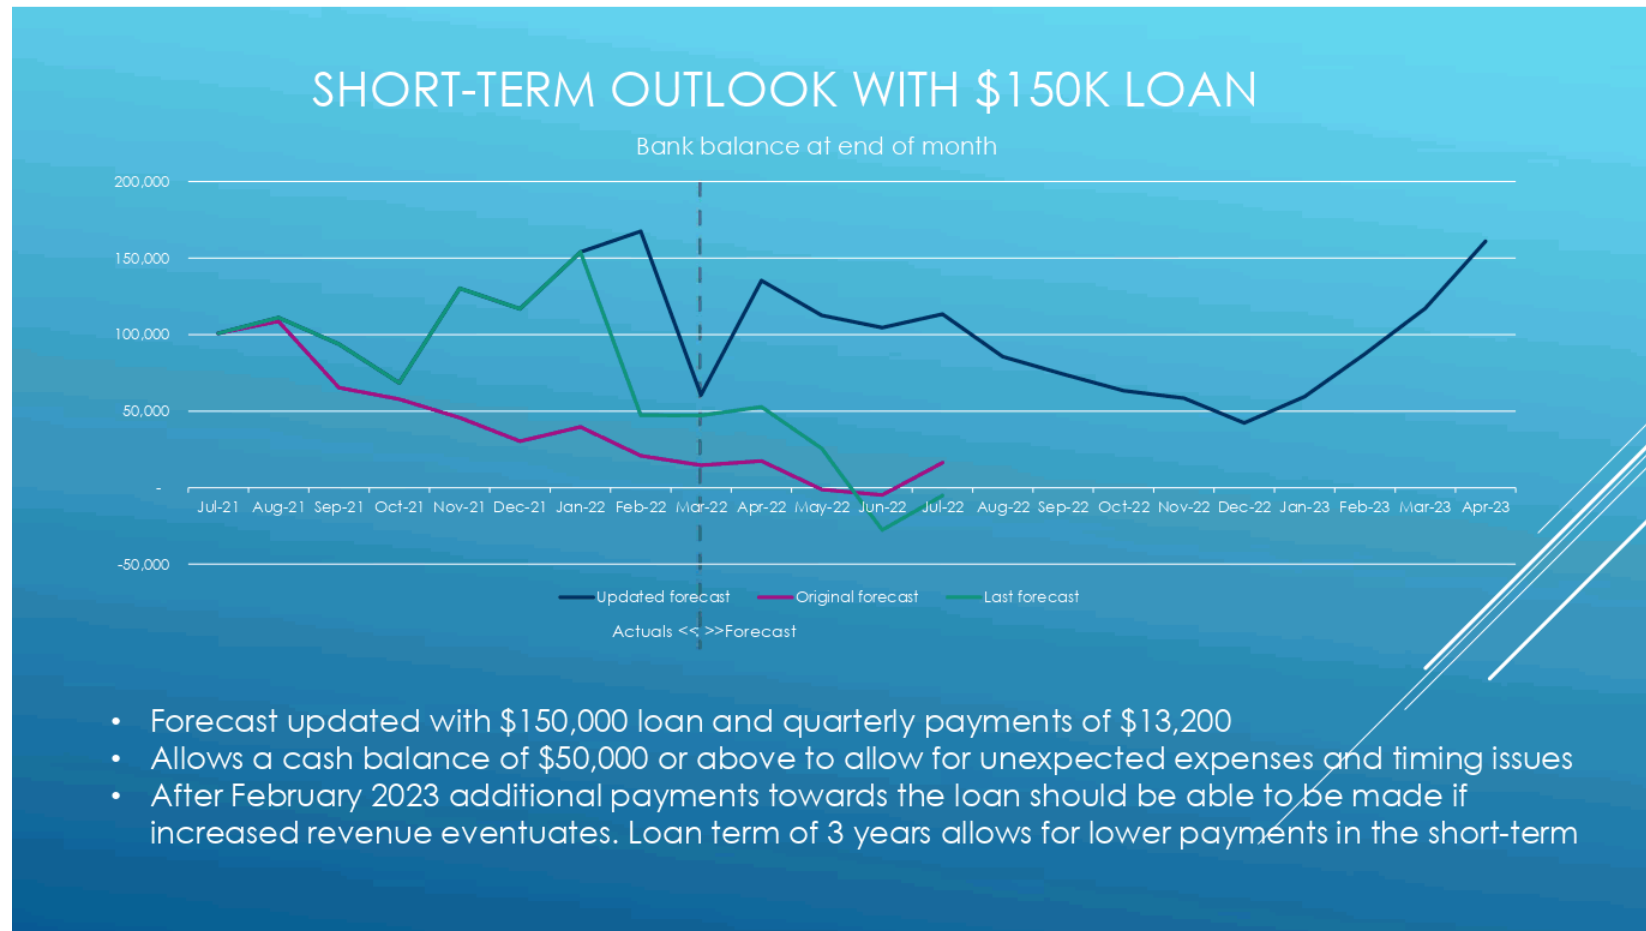 SHORT-TERM OUTLOOK WITH $150K LOAN
Bank balance at end of month
200,000
150,000
100,000
50,000
-
-50,000
Jul-21 Aug-21 Sep-21 Oct-21 Nov-21 Dec-21 Jan-22 Feb-22 Mar-22 Apr-22 May-22 Jun-22 Jul-22 Aug-22 Sep-22 Oct-22 Nov-22 Dec-22 Jan-23 Feb-23 Mar-23 Apr-23
Updated forecast Original forecast Last forecast
Actuals << >>Forecast
• Forecast updated with $150,000 loan and quarterly payments of $13,200
• Allows a cash balance of $50,000 or above to allow for unexpected expenses and timing issues
• After February 2023 additional payments towards the loan should be able to be made if
increased revenue eventuates. Loan term of 3 years allows for lower payments in the short-term